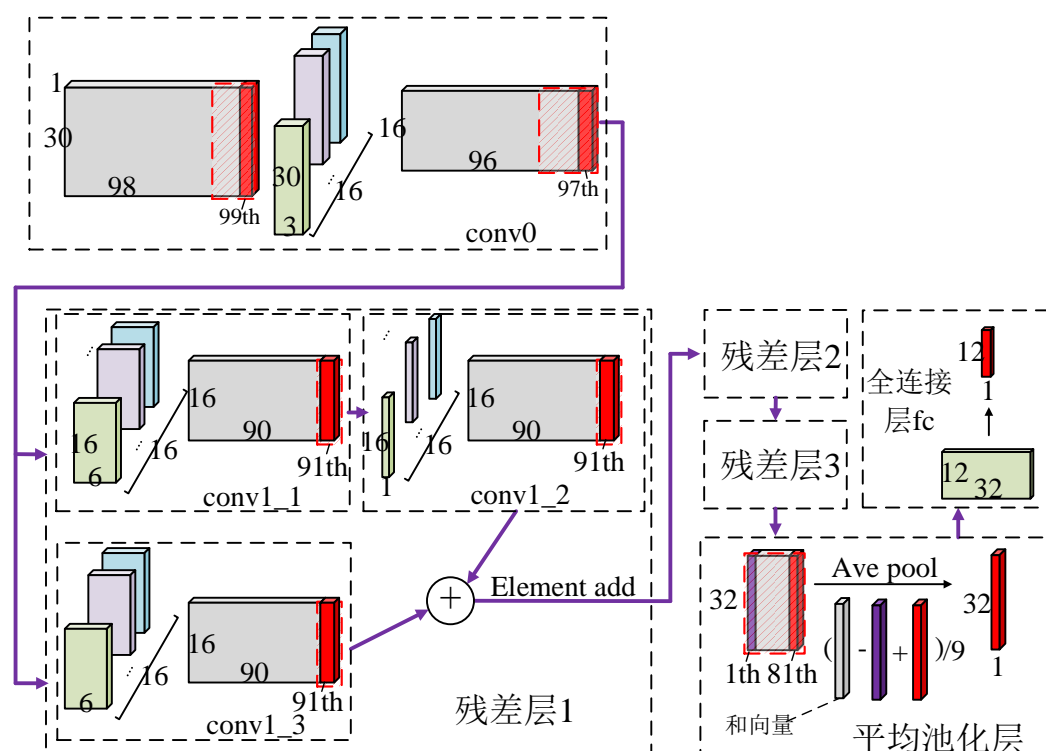 1
30
98
99th
30
3
16
16
96
97th
conv0
16
6
16
16
90
91th
conv1_1
16
1
16
16
90
91th
conv1_2
6
16
16
90
91th
conv1_3
+
Element add
残差层1
残差层2
残差层3
12
1
全连接
层fc
12
32
32
1th 81th
Ave pool
( - + )/9
和向量
32
1
平均池化层